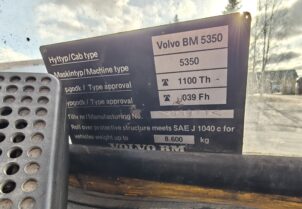 Hyttyp/Cab type Volvo BM 5350
Maskintyp/Machine type 5350
Type approval 1100 Th
Type approval 039 Fh
Manufacturing
Roll over protective structure meets SAE J 1040 c for
vehicles weight up to 8.600 kg
VOLVO BM